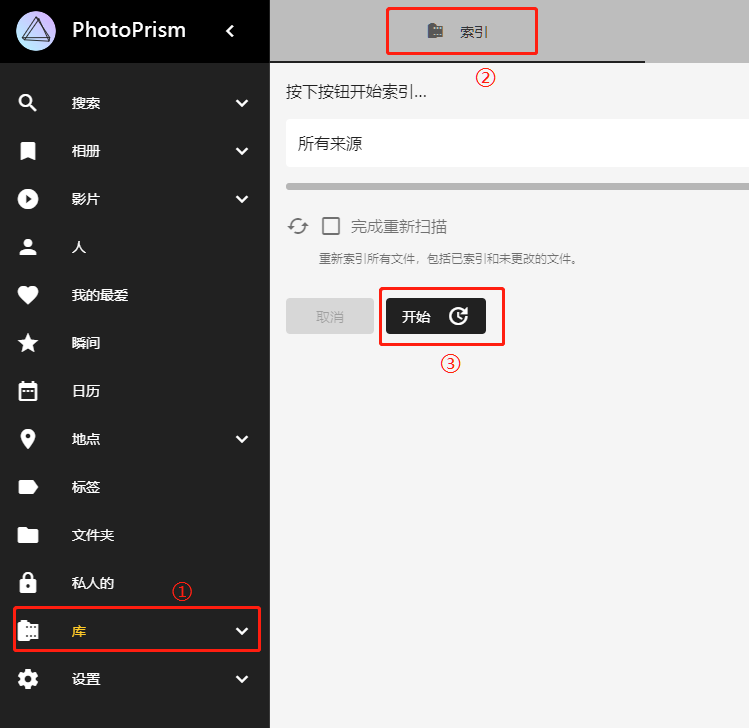 PhotoPrism
搜索
相册
影片
人
我的最爱
瞬间
日历
地点
标签
文件夹
私人的
①
库
设置
索引
②
按下按钮开始索引...
所有来源
完成重新扫描
重新索引所有文件，包括已索引和未更改的文件。
取消
开始
③